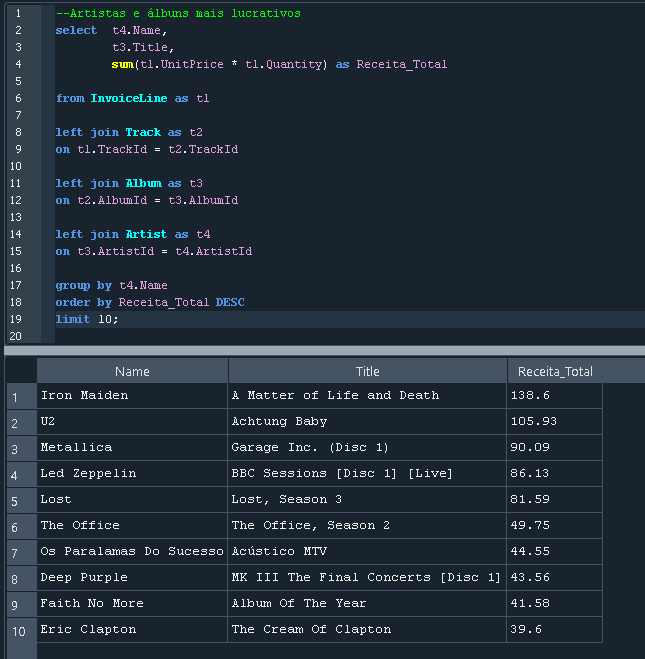 1 --Artistas e álbuns mais lucrativos
2 select t4.Name,
3 t3.Title,
4 sum(t1.UnitPrice * t1.Quantity) as Receita_Total
5
6 from InvoiceLine as t1
7
8 left join Track as t2
9 on t1.TrackId = t2.TrackId
10
11 left join Album as t3
12 on t2.AlbumId = t3.AlbumId
13
14 left join Artist as t4
15 on t3.ArtistId = t4.ArtistId
16
17 group by t4.Name
18 order by Receita_Total DESC
19 limit 10;
20
Name Title Receita_Total
1 Iron Maiden A Matter of Life and Death 138.6
2 U2 Achtung Baby 105.93
3 Metallica Garage Inc. (Disc 1) 90.09
4 Led Zeppelin BBC Sessions [Disc 1] [Live] 86.13
5 Lost Lost, Season 3 81.59
6 The Office The Office, Season 2 49.75
7 Os Paralamas Do Sucesso Acústico MTV 44.55
8 Deep Purple MK III The Final Concerts [Disc 1] 43.56
9 Faith No More Album Of The Year 41.58
10 Eric Clapton The Cream Of Clapton 39.6